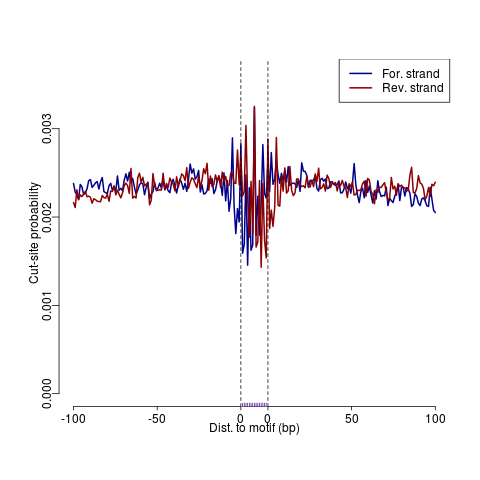 For. strand
Rev. strand
Cut-site probability
0.003
0.002
0.001
0.000
-100 -50 0 0 50 100
Dist. to motif (bp)